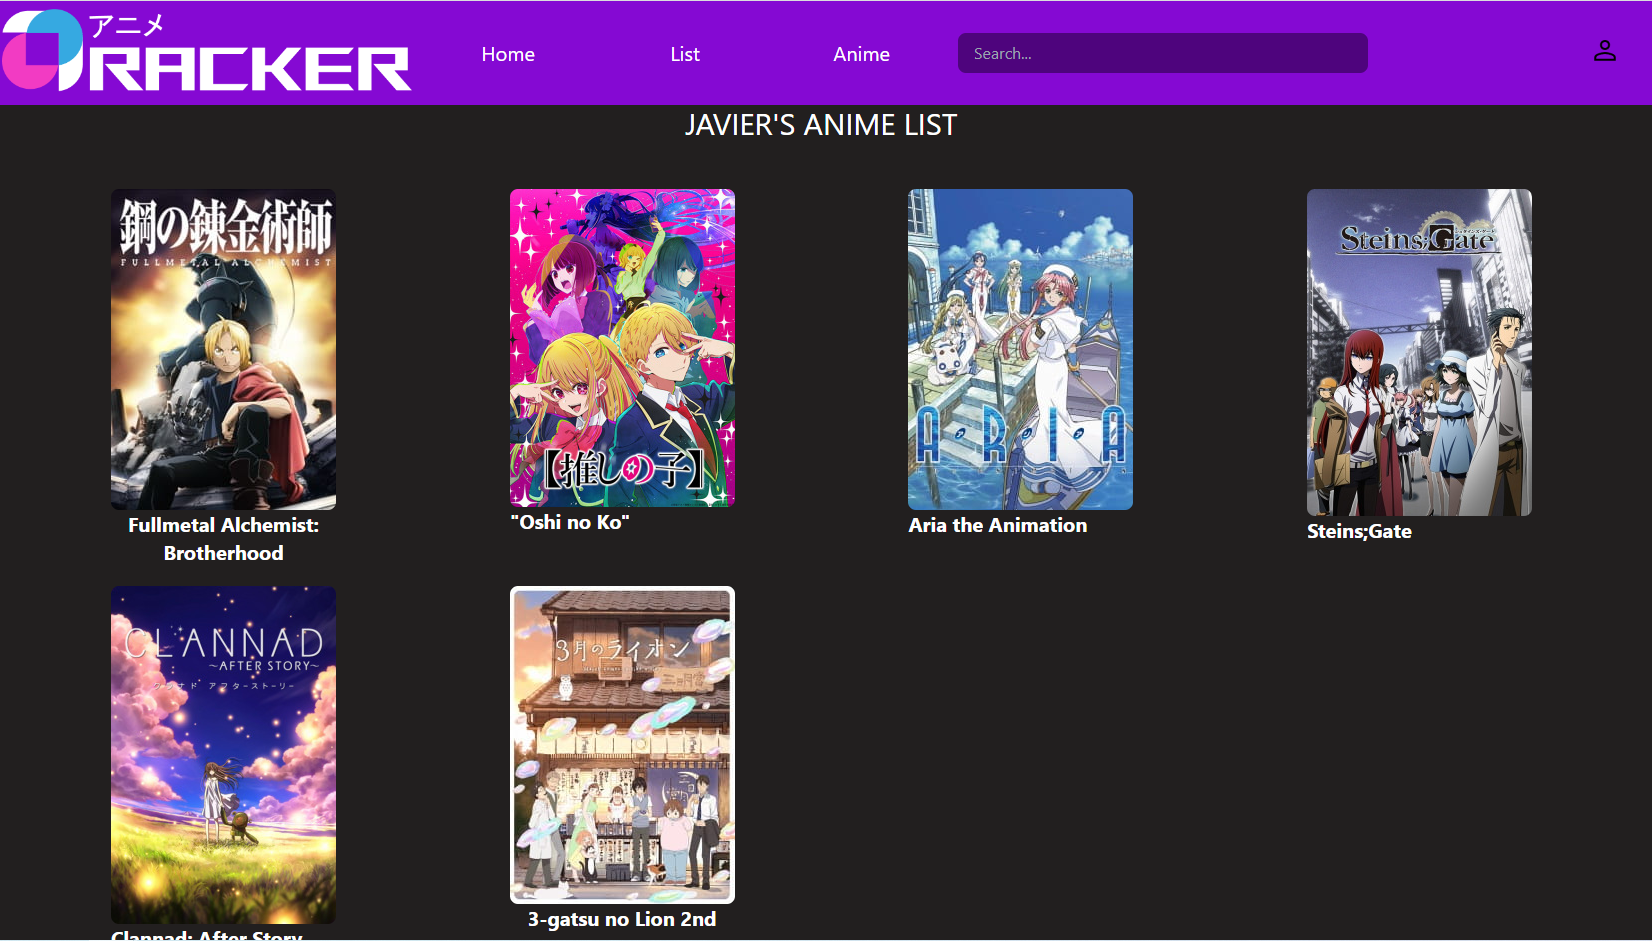 アニメ
RACKER
Home
List
Anime
Search...
JAVIER'S ANIME LIST
鋼の錬金術師
FULLMETAL ALCHEMIST
【推しの子】
ARIA
Steins;Gate
Fullmetal Alchemist:
Brotherhood
"Oshi no Ko"
Aria the Animation
Steins;Gate
CLANNAD
~AFTER STORY~
クラナド アフターストーリー
3月のライオン
Clannad: After Story
3-gatsu no Lion 2nd